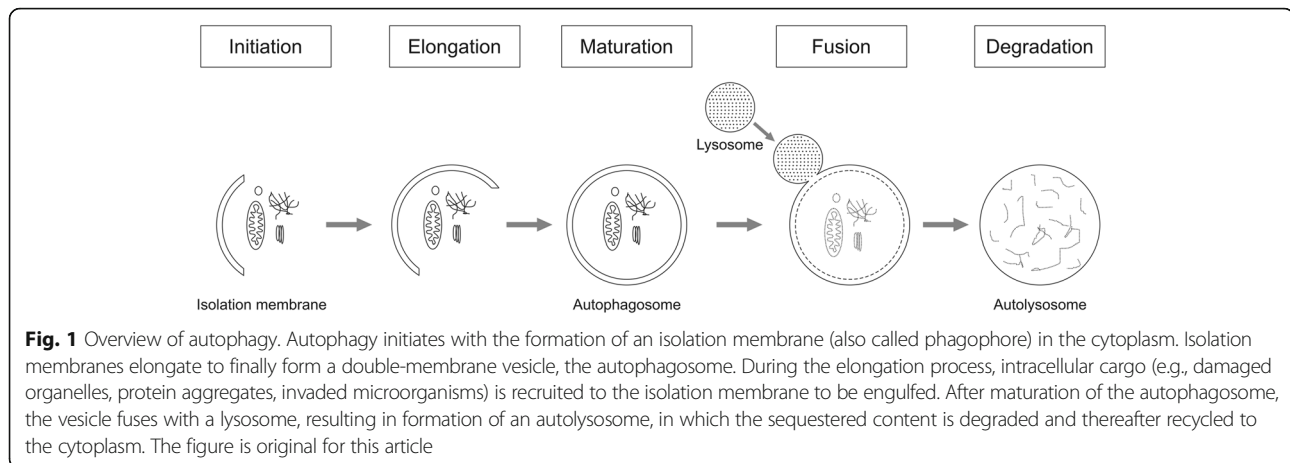 Initiation
Elongation
Maturation
Fusion
Degradation
Lysosome
Isolation membrane
Autophagosome
Autolysosome
Fig. 1 Overview of autophagy. Autophagy initiates with the formation of an isolation membrane (also called phagophore) in the cytoplasm. Isolation
membranes elongate to finally form a double-membrane vesicle, the autophagosome. During the elongation process, intracellular cargo (e.g., damaged
organelles, protein aggregates, invaded microorganisms) is recruited to the isolation membrane to be engulfed. After maturation of the autophagosome,
the vesicle fuses with a lysosome, resulting in formation of an autolysosome, in which the sequestered content is degraded and thereafter recycled to
the cytoplasm. The figure is original for this article